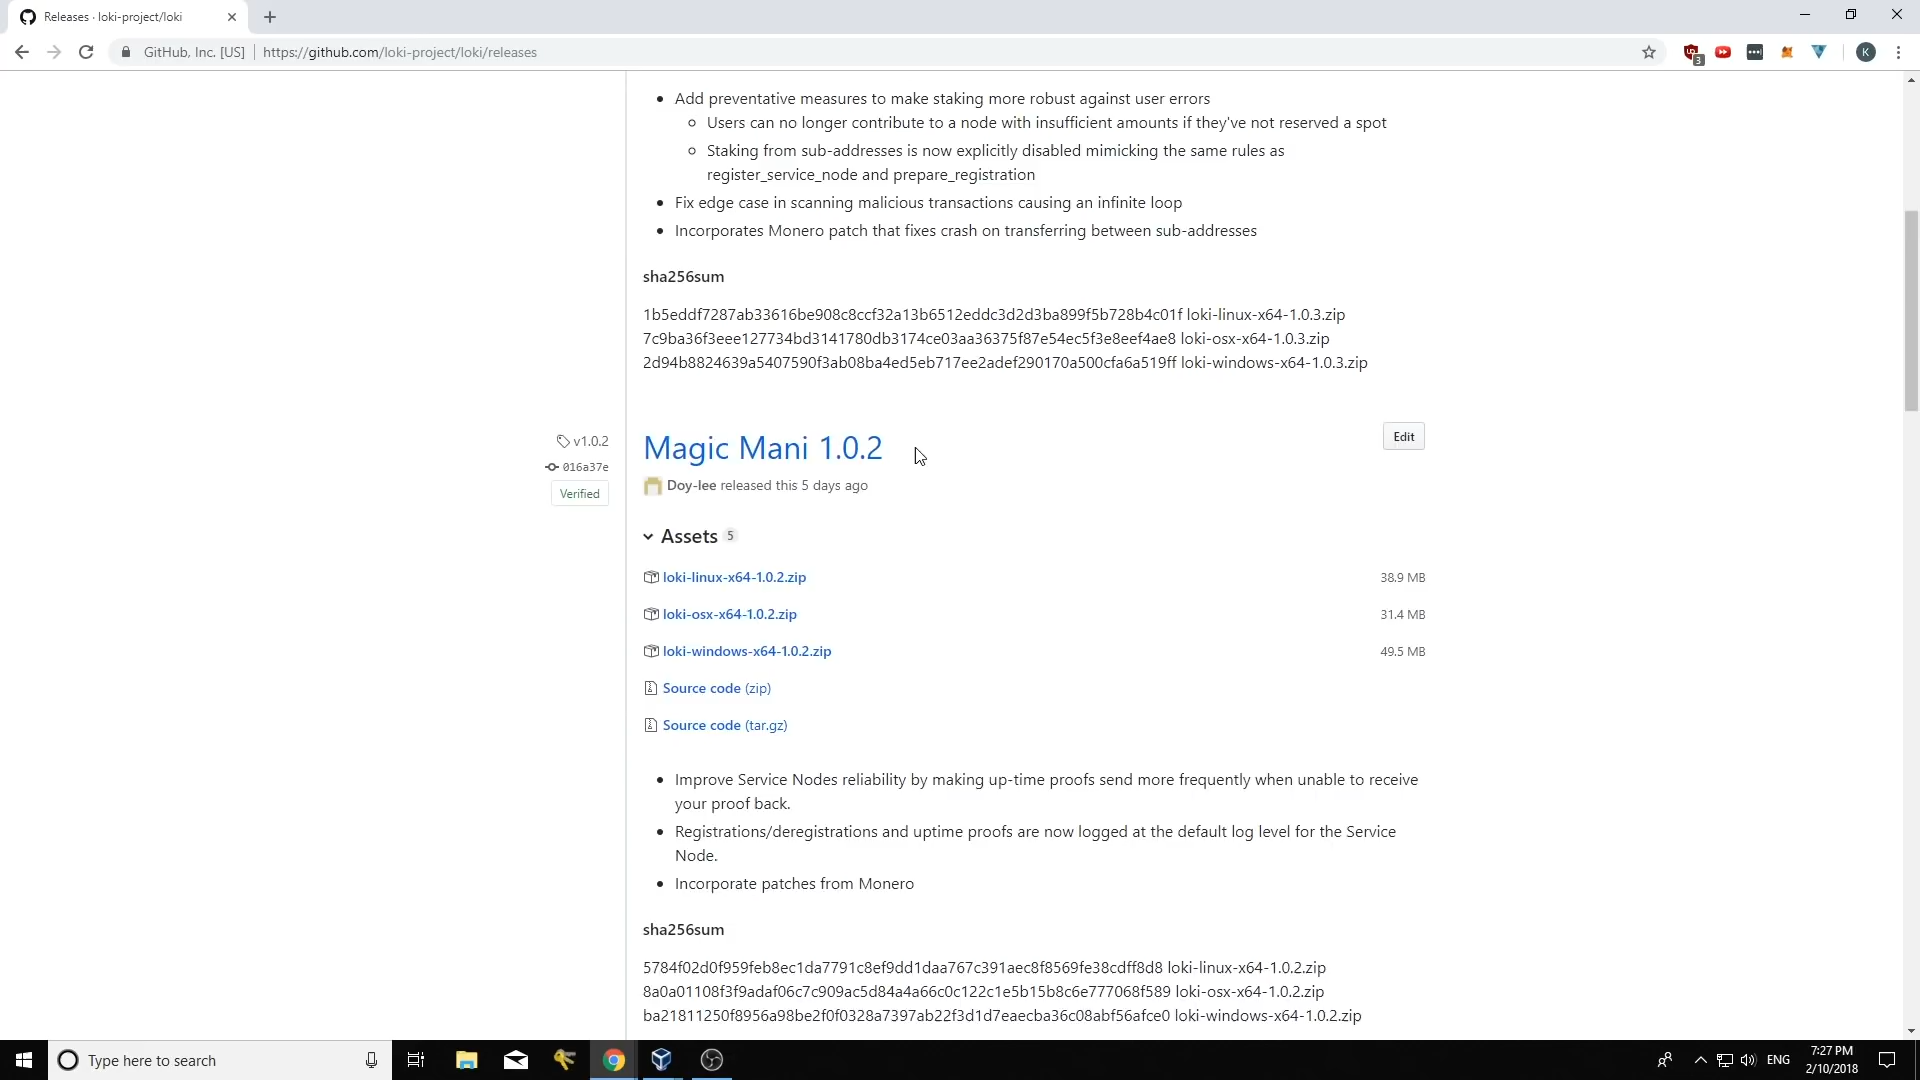 Releases · loki-project/loki
GitHub, Inc. [US]
https://github.com/loki-project/loki/releases
3
K
Add preventative measures to make staking more robust against user errors
Users can no longer contribute to a node with insufficient amounts if they've not reserved a spot
Staking from sub-addresses is now explicitly disabled mimicking the same rules as
register_service_node and prepare_registration
Fix edge case in scanning malicious transactions causing an infinite loop
Incorporates Monero patch that fixes crash on transferring between sub-addresses
sha256sum
1b5eddf7287ab33616be908c8ccf32a13b6512eddc3d2d3ba899f5b728b4c01f loki-linux-x64-1.0.3.zip
7c9ba36f3eee127734bd3141780db3174ce03aa36375f87e54ec5f3e8eef4ae8 loki-osx-x64-1.0.3.zip
2d94b8824639a5407590f3ab08ba4ed5eb717ee2adef290170a500cfa6a519ff loki-windows-x64-1.0.3.zip
v1.0.2
016a37e
Verified
Magic Mani 1.0.2
Edit
Doy-lee released this 5 days ago
Assets 5
loki-linux-x64-1.0.2.zip 38.9 MB
loki-osx-x64-1.0.2.zip 31.4 MB
loki-windows-x64-1.0.2.zip 49.5 MB
Source code (zip)
Source code (tar.gz)
Improve Service Nodes reliability by making up-time proofs send more frequently when unable to receive
your proof back.
Registrations/deregistrations and uptime proofs are now logged at the default log level for the Service
Node.
Incorporate patches from Monero
sha256sum
5784f02d0f959feb8ec1da7791c8ef9dd1daa767c391aec8f8569fe38cdff8d8 loki-linux-x64-1.0.2.zip
8a0a01108f3f9adaf06c7c909ac5d84a4a66c0c122c1e5b15b8c6e777068f589 loki-osx-x64-1.0.2.zip
ba21811250f8956a98be2f0f0328a7397ab22f3d1d7eaecba36c08abf56afce0 loki-windows-x64-1.0.2.zip
Type here to search
ENG
7:27 PM
2/10/2018